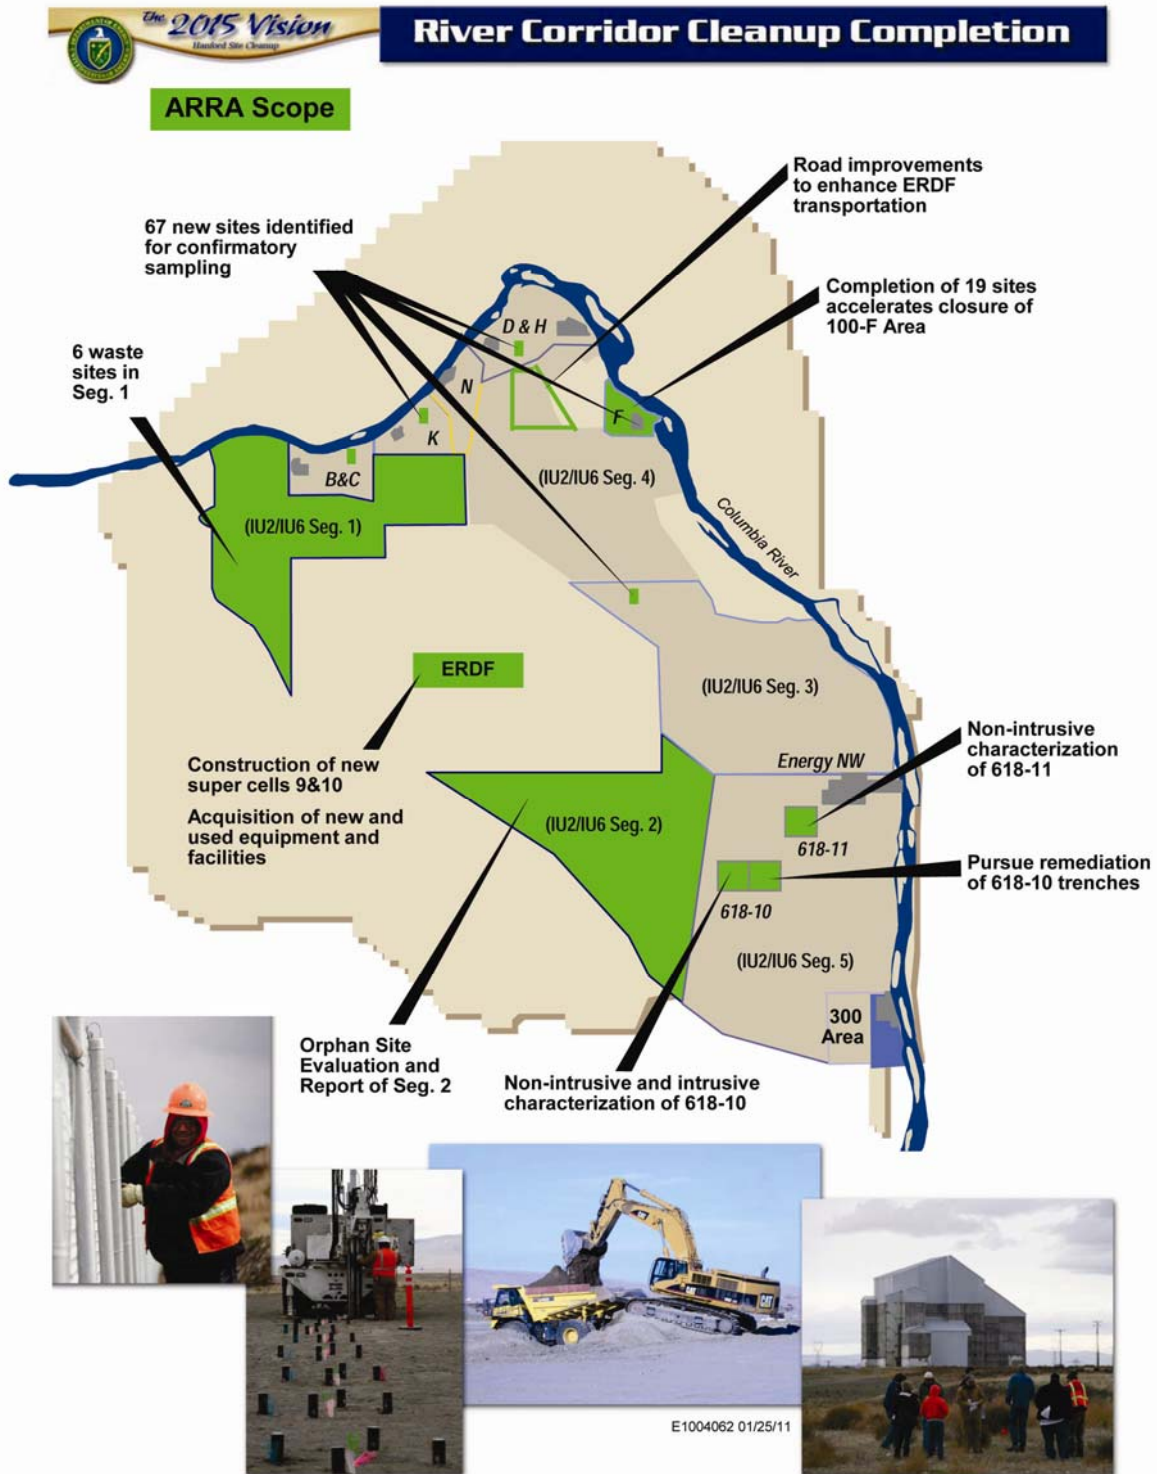 The 2015 Vision
Hanford Site Cleanup
River Corridor Cleanup Completion
ARRA Scope
Road improvements
to enhance ERDF
transportation
67 new sites identified
for confirmatory
sampling
Completion of 19 sites
accelerates closure of
100-F Area
6 waste
sites in
Seg. 1
D & H
N
F
K
B&C
(IU2/IU6 Seg. 4)
(IU2/IU6 Seg. 1)
Columbia River
ERDF
(IU2/IU6 Seg. 3)
Non-intrusive
characterization
of 618-11
Energy NW
Construction of new
super cells 9&10
Acquisition of new and
used equipment and
facilities
(IU2/IU6 Seg. 2)
618-11
Pursue remediation
of 618-10 trenches
618-10
(IU2/IU6 Seg. 5)
300
Area
Orphan Site
Evaluation and
Report of Seg. 2
Non-intrusive and intrusive
characterization of 618-10
CAT
CAT
E1004062 01/25/11